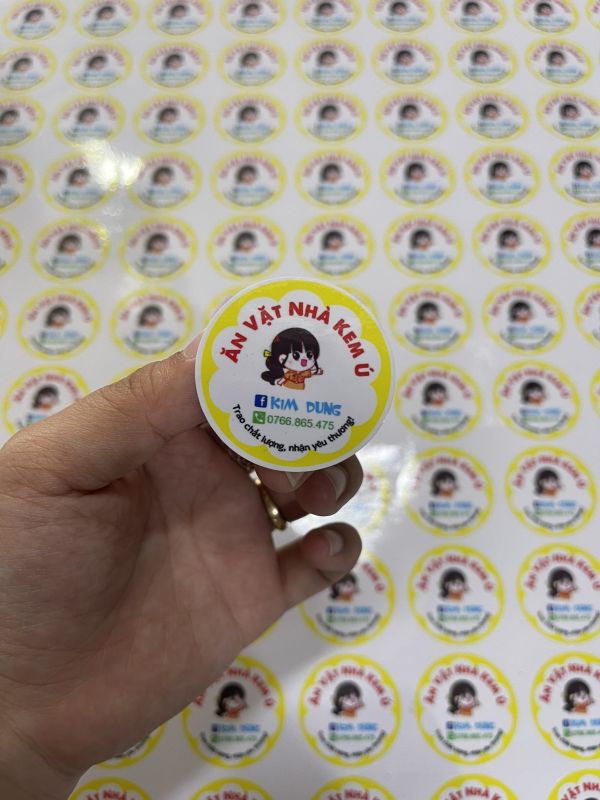 ĂN VẶT NHÀ KEM Ú
KIM DUNG
0766.865.475
Trao chất lượng, nhận yêu thương!